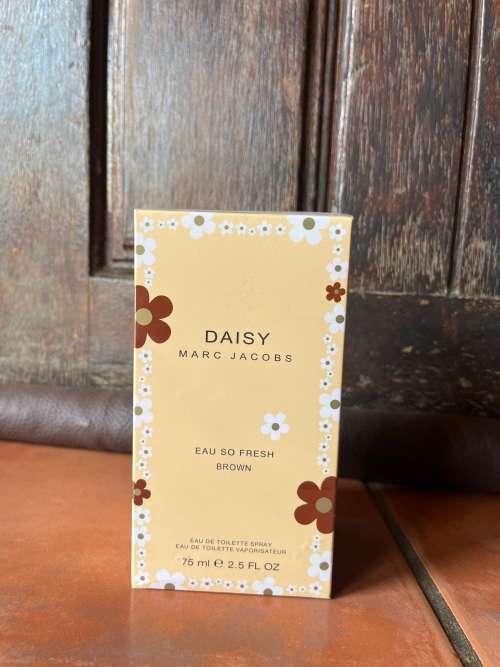 DAISY
MARC JACOBS
EAU SO FRESH
BROWN
EAU DE TOILETTE SPRAY
EAU DE TOILETTE VAPORISATEUR
75 ml ℮ 2.5 FL OZ